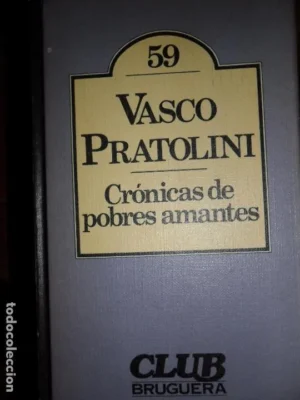 59
VASCO
PRATOLINI
Crónicas de
pobres amantes
CLUB
BRUGUERA
todocoleccion